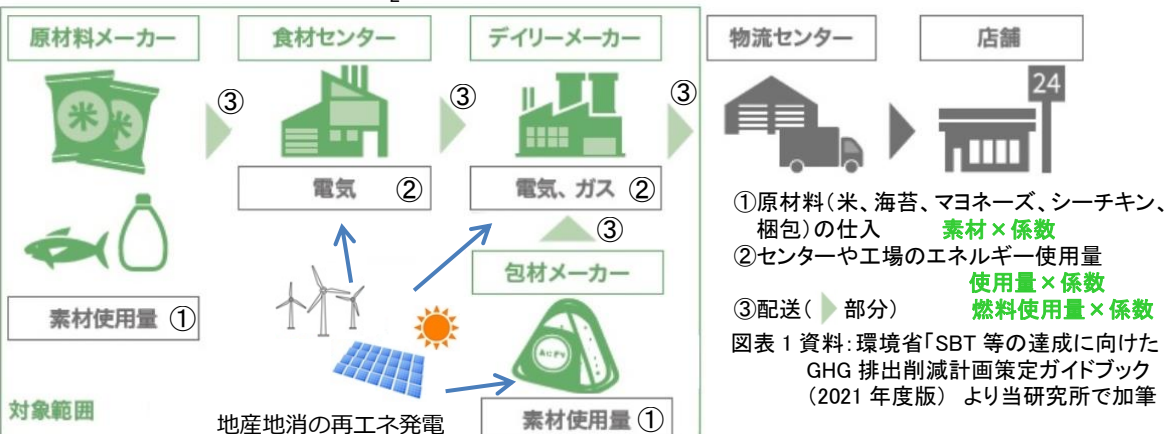 2
原材料メーカー
食材センター
デイリーメーカー
物流センター
店舗
米
米
24
③
③
③
電気 ②
電気、ガス ②
③
包材メーカー
素材使用量 ①
対象範囲
地産地消の再エネ発電
素材使用量 ①
①原材料(米、海苔、マヨネーズ、シーチキン、
梱包)の仕入 素材×係数
②センターや工場のエネルギー使用量
使用量×係数
③配送( 部分) 燃料使用量×係数
図表 1 資料:環境省「SBT 等の達成に向けた
GHG 排出削減計画策定ガイドブック
(2021 年度版) より当研究所で加筆